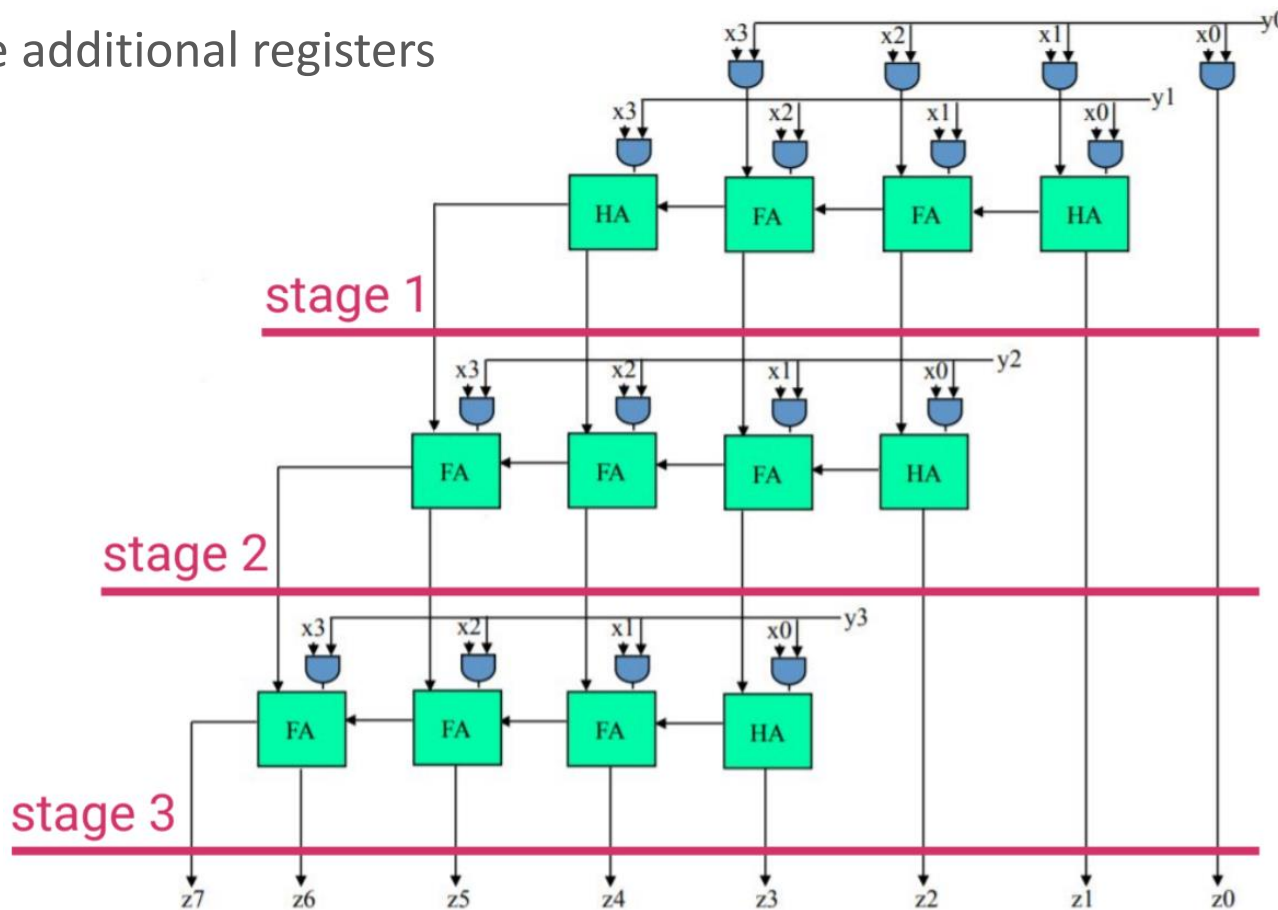 e additional registers
x3 x2 x1 x0 y0
x3 x2 x1 x0 y1
HA FA FA HA
stage 1
x3 x2 x1 x0 y2
FA FA FA HA
stage 2
x3 x2 x1 x0 y3
FA FA FA HA
stage 3
z7 z6 z5 z4 z3 z2 z1 z0